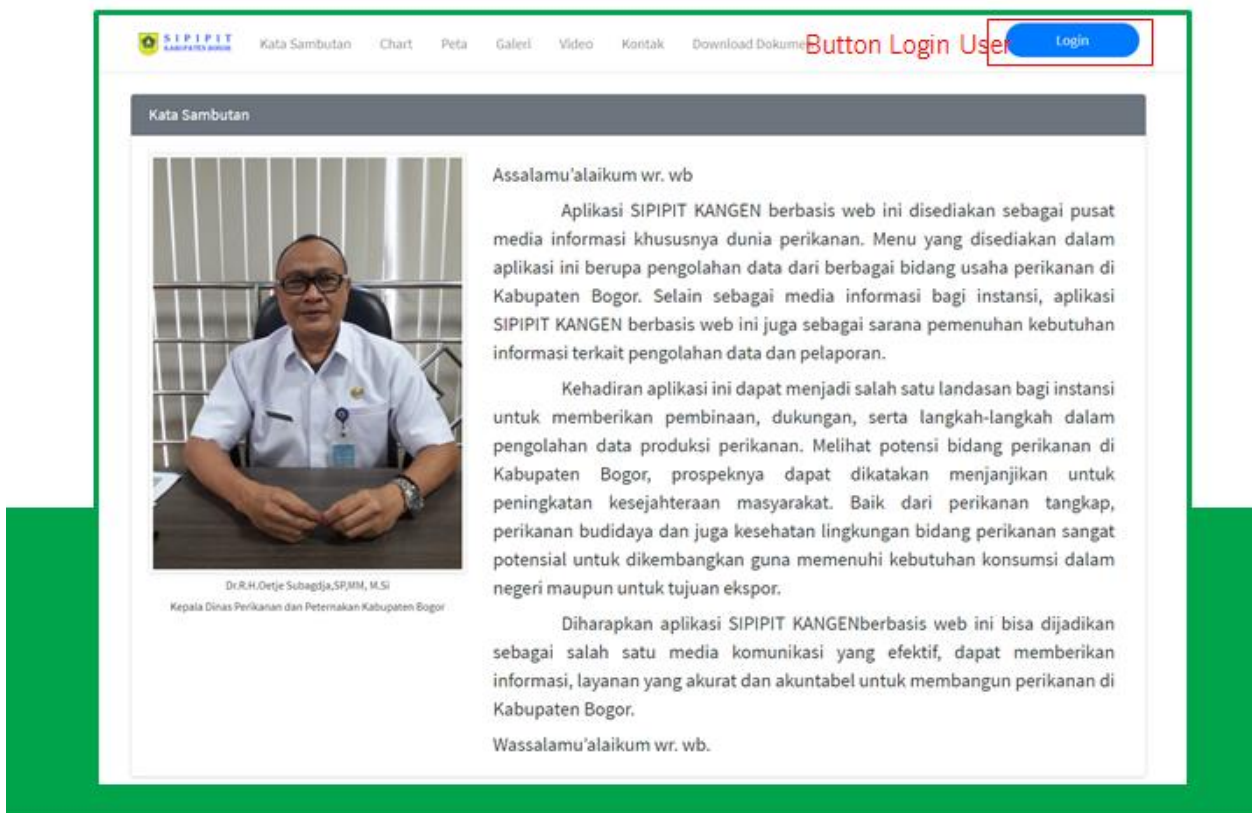 SIPIPIT
KABUPATEN BOGOR
Kata Sambutan
Chart
Peta
Galeri
Video
Kontak
Download Dokume
Button Login User
Login
Kata Sambutan
Assalamu'alaikum wr. wb
Aplikasi SIPIPIT KANGEN berbasis web ini disediakan sebagai pusat
media informasi khususnya dunia perikanan. Menu yang disediakan dalam
aplikasi ini berupa pengolahan data dari berbagai bidang usaha perikanan di
Kabupaten Bogor. Selain sebagai media informasi bagi instansi, aplikasi
SIPIPIT KANGEN berbasis web ini juga sebagai sarana pemenuhan kebutuhan
informasi terkait pengolahan data dan pelaporan.
Kehadiran aplikasi ini dapat menjadi salah satu landasan bagi instansi
untuk memberikan pembinaan, dukungan, serta langkah-langkah dalam
pengolahan data produksi perikanan. Melihat potensi bidang perikanan di
Kabupaten Bogor, prospeknya dapat dikatakan menjanjikan untuk
peningkatan kesejahteraan masyarakat. Baik dari perikanan tangkap,
perikanan budidaya dan juga kesehatan lingkungan bidang perikanan sangat
potensial untuk dikembangkan guna memenuhi kebutuhan konsumsi dalam
negeri maupun untuk tujuan ekspor.
Diharapkan aplikasi SIPIPIT KANGENberbasis web ini bisa dijadikan
sebagai salah satu media komunikasi yang efektif, dapat memberikan
informasi, layanan yang akurat dan akuntabel untuk membangun perikanan di
Kabupaten Bogor.
Wassalamu'alaikum wr. wb.
Dr.R.H.Oetje Subagdja,SP,MM, M.Si
Kepala Dinas Perikanan dan Peternakan Kabupaten Bogor